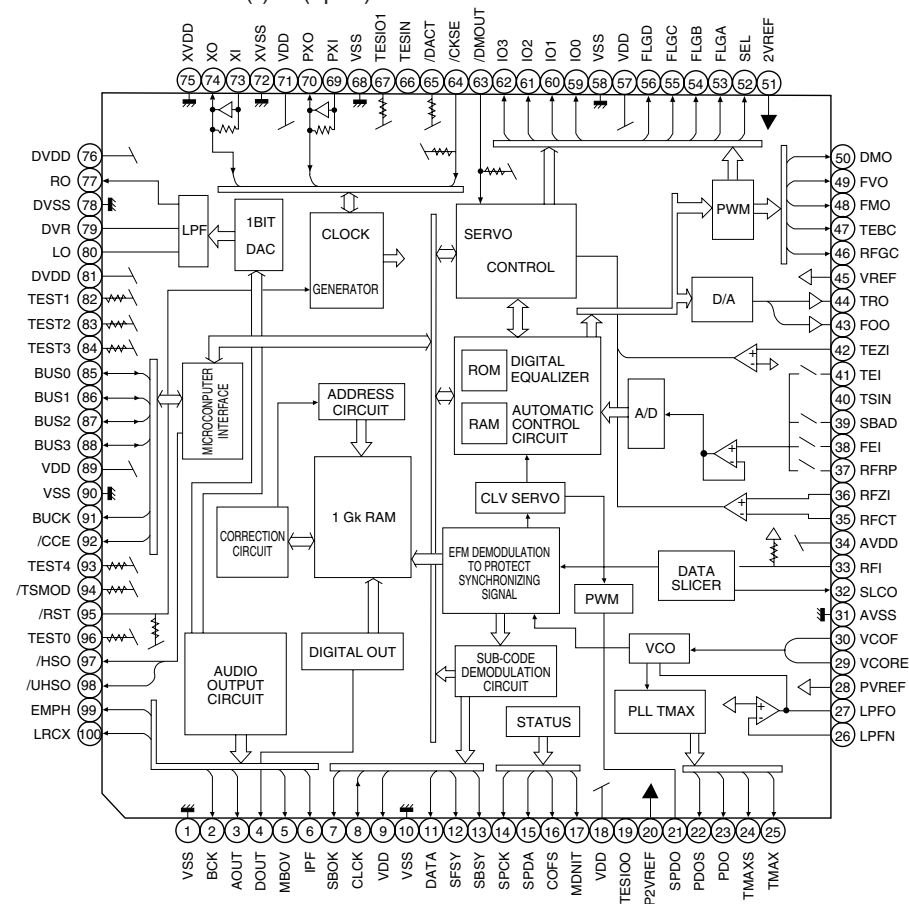 XVDD
XO
XI
XVSS
VDD
PXO
PXI
VSS
TESIO1
TESIN
/DACT
/CKSE
/DMOUT
IO3
IO2
IO1
IO0
VSS
VDD
FLGD
FLGC
FLGB
FLGA
SEL
2VREF
75 74 73 72 71 70 69 68 67 66 65 64 63 62 61 60 59 58 57 56 55 54 53 52 51
DVDD 76
RO 77
DVSS 78
DVR 79
LO 80
DVDD 81
TEST1 82
TEST2 83
TEST3 84
BUS0 85
BUS1 86
BUS2 87
BUS3 88
VDD 89
VSS 90
BUCK 91
/CCE 92
TEST4 93
/TSMOD 94
/RST 95
TEST0 96
/HSO 97
/UHSO 98
EMPH 99
LRCX 100
LPF
1BIT
DAC
CLOCK
GENERATOR
SERVO
CONTROL
PWM
D/A
MICROCONPUTER
INTERFACE
ADDRESS
CIRCUIT
ROM
DIGITAL
EQUALIZER
RAM
AUTOMATIC
CONTROL
CIRCUIT
A/D
CORRECTION
CIRCUIT
1 Gk RAM
CLV SERVO
EFM DEMODULATION
TO PROTECT
SYNCHRONIZING
SIGNAL
DATA
SLICER
PWM
AUDIO
OUTPUT
CIRCUIT
DIGITAL OUT
SUB-CODE
DEMODULATION
CIRCUIT
VCO
STATUS
PLL TMAX
50 DMO
49 FVO
48 FMO
47 TEBC
46 RFGC
45 VREF
44 TRO
43 FOO
42 TEZI
41 TEI
40 TSIN
39 SBAD
38 FEI
37 RFRP
36 RFZI
35 RFCT
34 AVDD
33 RFI
32 SLCO
31 AVSS
30 VCOF
29 VCORE
28 PVREF
27 LPFO
26 LPFN
1 2 3 4 5 6 7 8 9 10 11 12 13 14 15 16 17 18 19 20 21 22 23 24 25
VSS
BCK
AOUT
DOUT
MBOV
IPF
SBOK
CLCK
VDD
VSS
DATA
SFSY
SBSY
SPCK
SPDA
COFS
MDNIT
VDD
TESIOO
P2VREF
SPDO
PDOS
PDO
TMAXS
TMAX